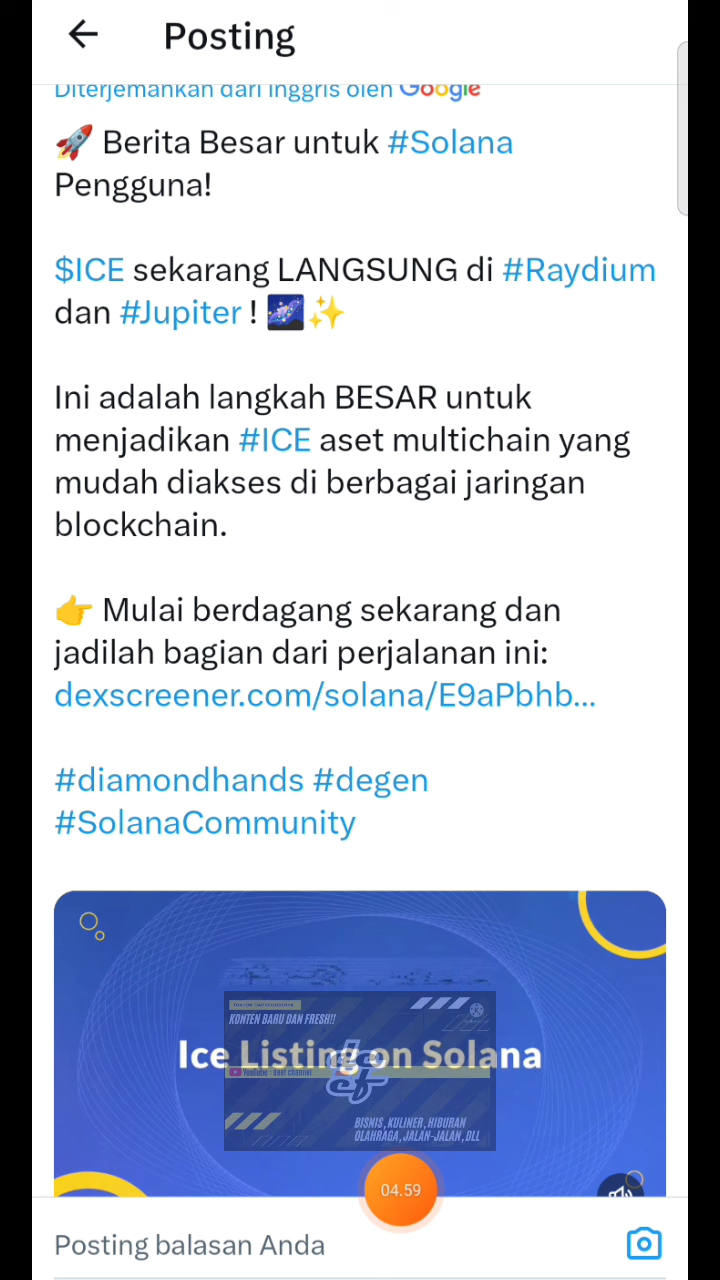 Posting
Diterjemahkan dari Inggris oleh Google
🚀 Berita Besar untuk #Solana
Pengguna!
$ICE sekarang LANGSUNG di #Raydium
dan #Jupiter ! 🌌✨
Ini adalah langkah BESAR untuk
menjadikan #ICE aset multichain yang
mudah diakses di berbagai jaringan
blockchain.
👉 Mulai berdagang sekarang dan
jadilah bagian dari perjalanan ini:
dexscreener.com/solana/E9aPbhb...
#diamondhands #degen
#SolanaCommunity
KONTEN BARU DAN FRESH!!
Ice Listing on Solana
YouTube : deef channel
BISNIS, KULINER, HIBURAN
OLAHRAGA, JALAN-JALAN, DLL
04.59
Posting balasan Anda